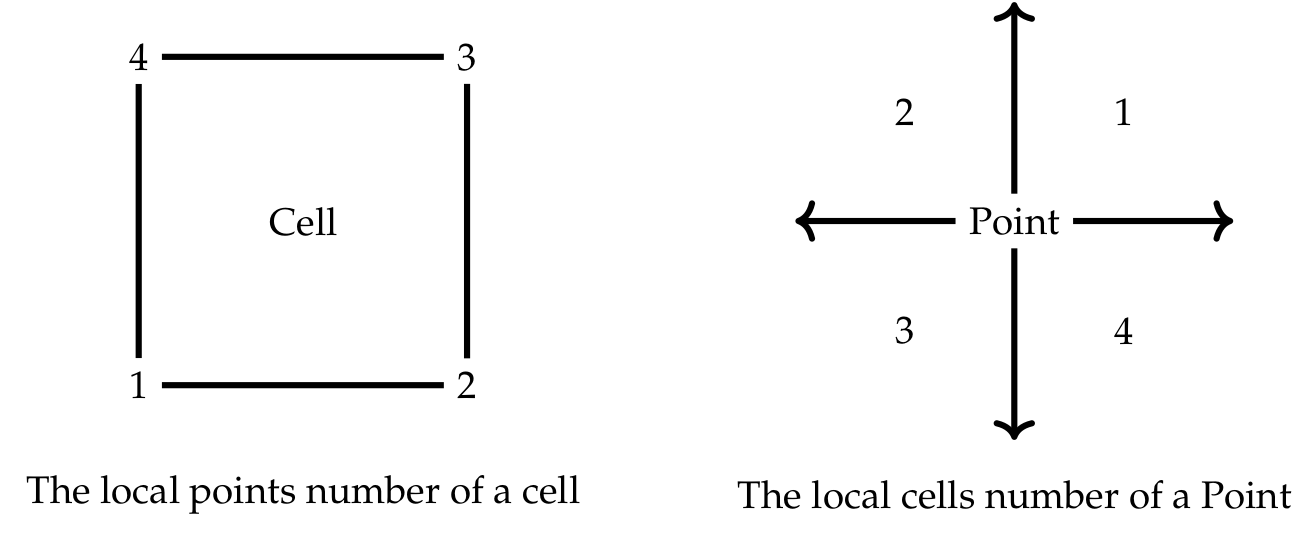 4 3
Cell
1 2
The local points number of a cell
2 1
Point
3 4
The local cells number of a Point